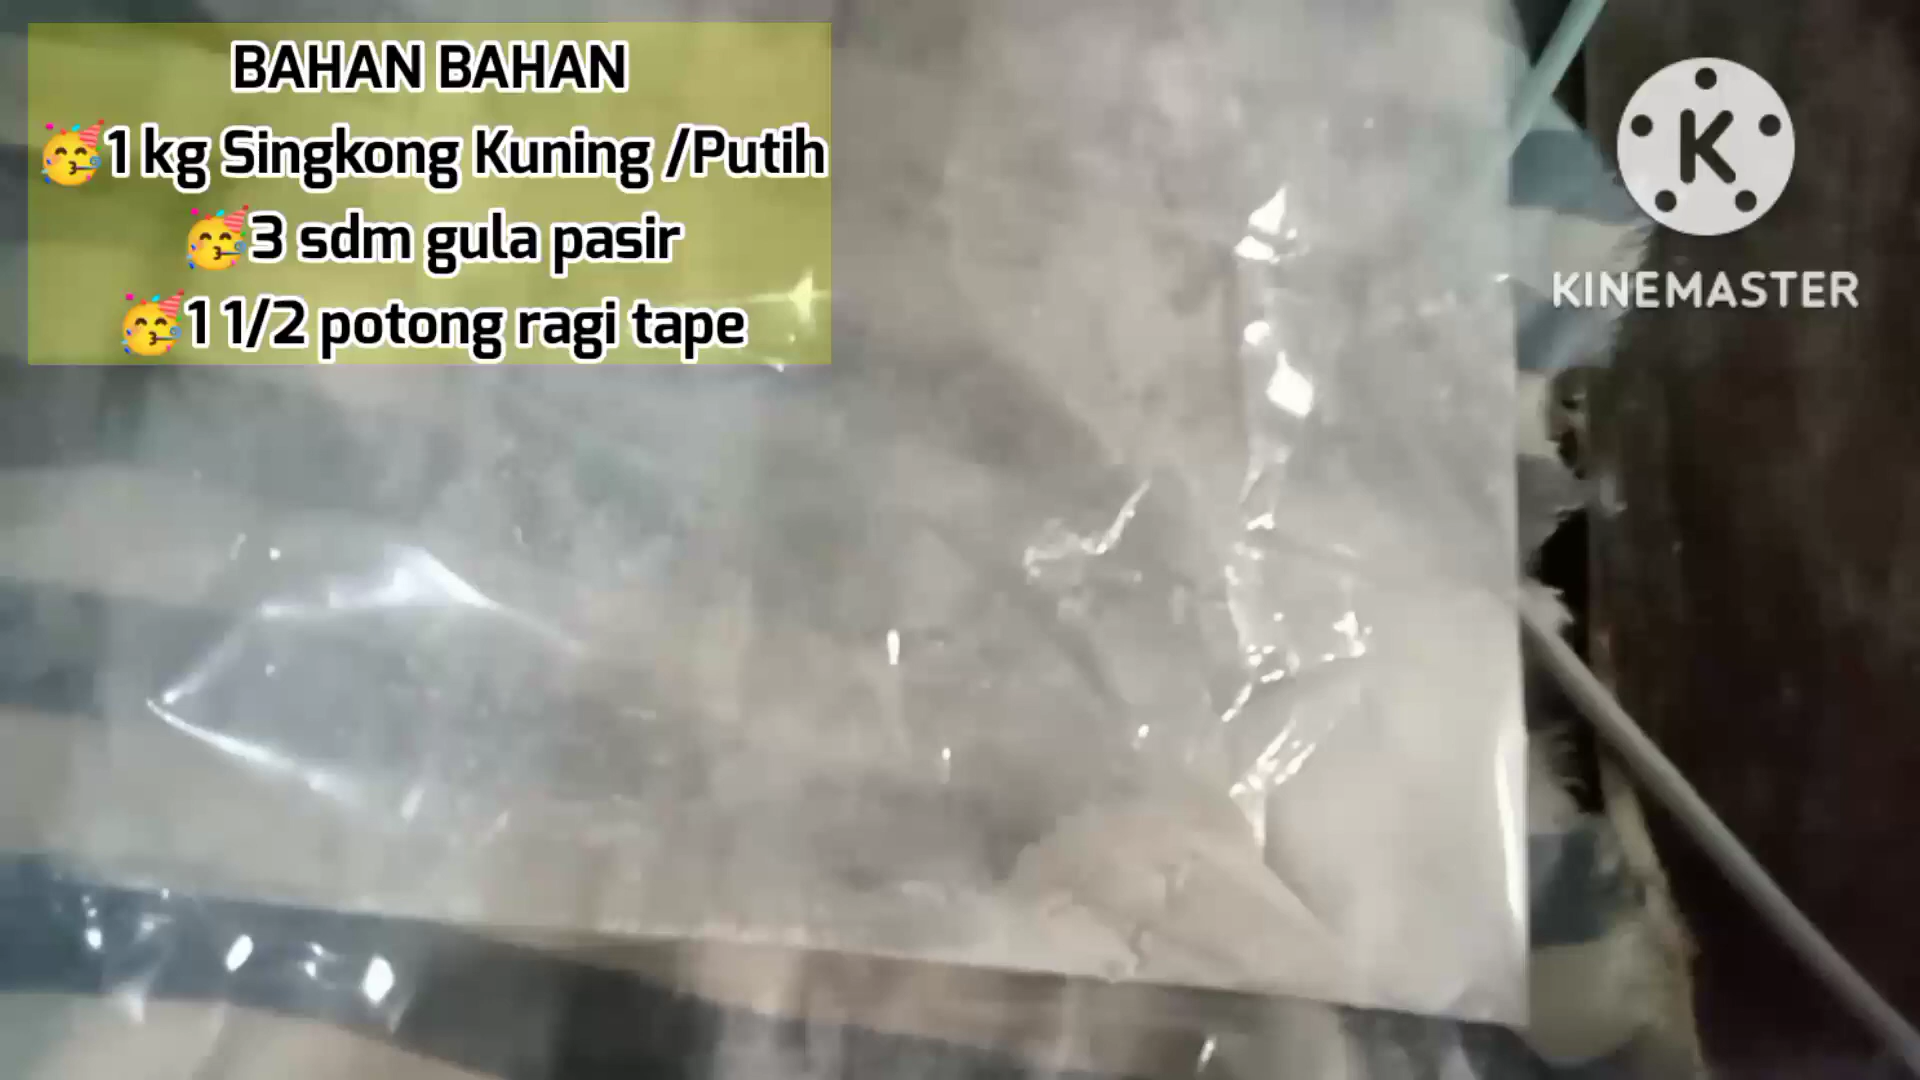 BAHAN BAHAN
🥳1 kg Singkong Kuning /Putih
🥳3 sdm gula pasir
🥳1 1/2 potong ragi tape
K
KINEMASTER